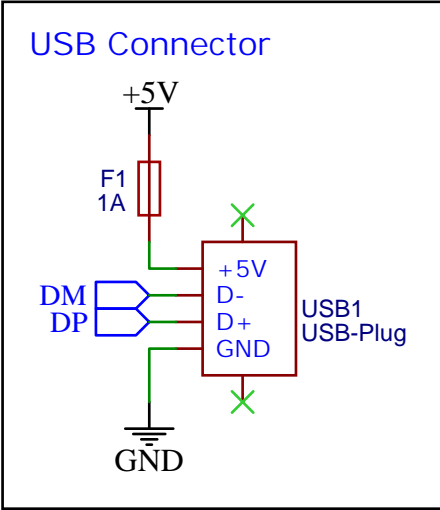 USB Connector
+5V
F1
1A
+5V
DM
D-
DP
D+
GND
USB1
USB-Plug
GND